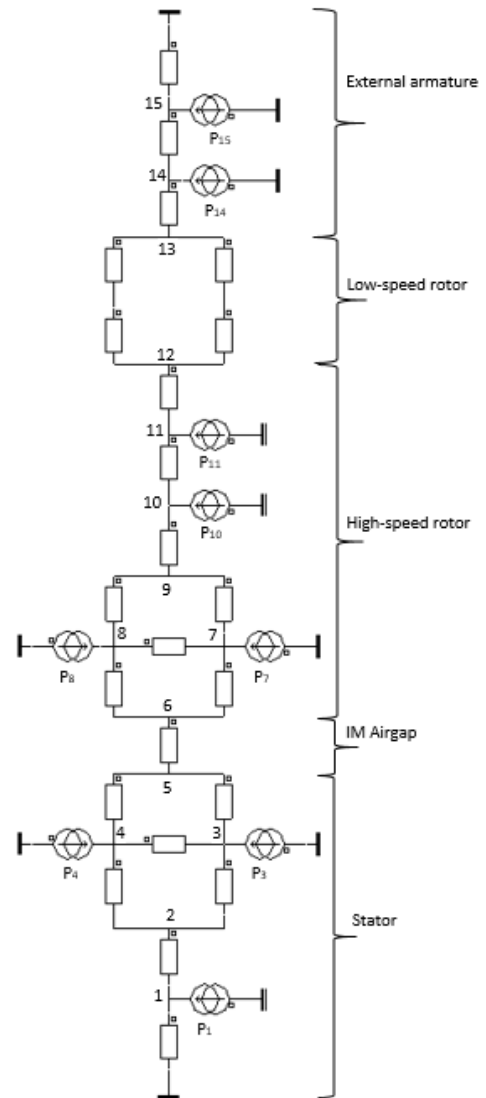 External armature
15
P15
14
P14
13
Low-speed rotor
12
11
P11
10
P10
High-speed rotor
9
8
7
P8
P7
6
IM Airgap
5
4
3
P4
P3
Stator
2
1
P1